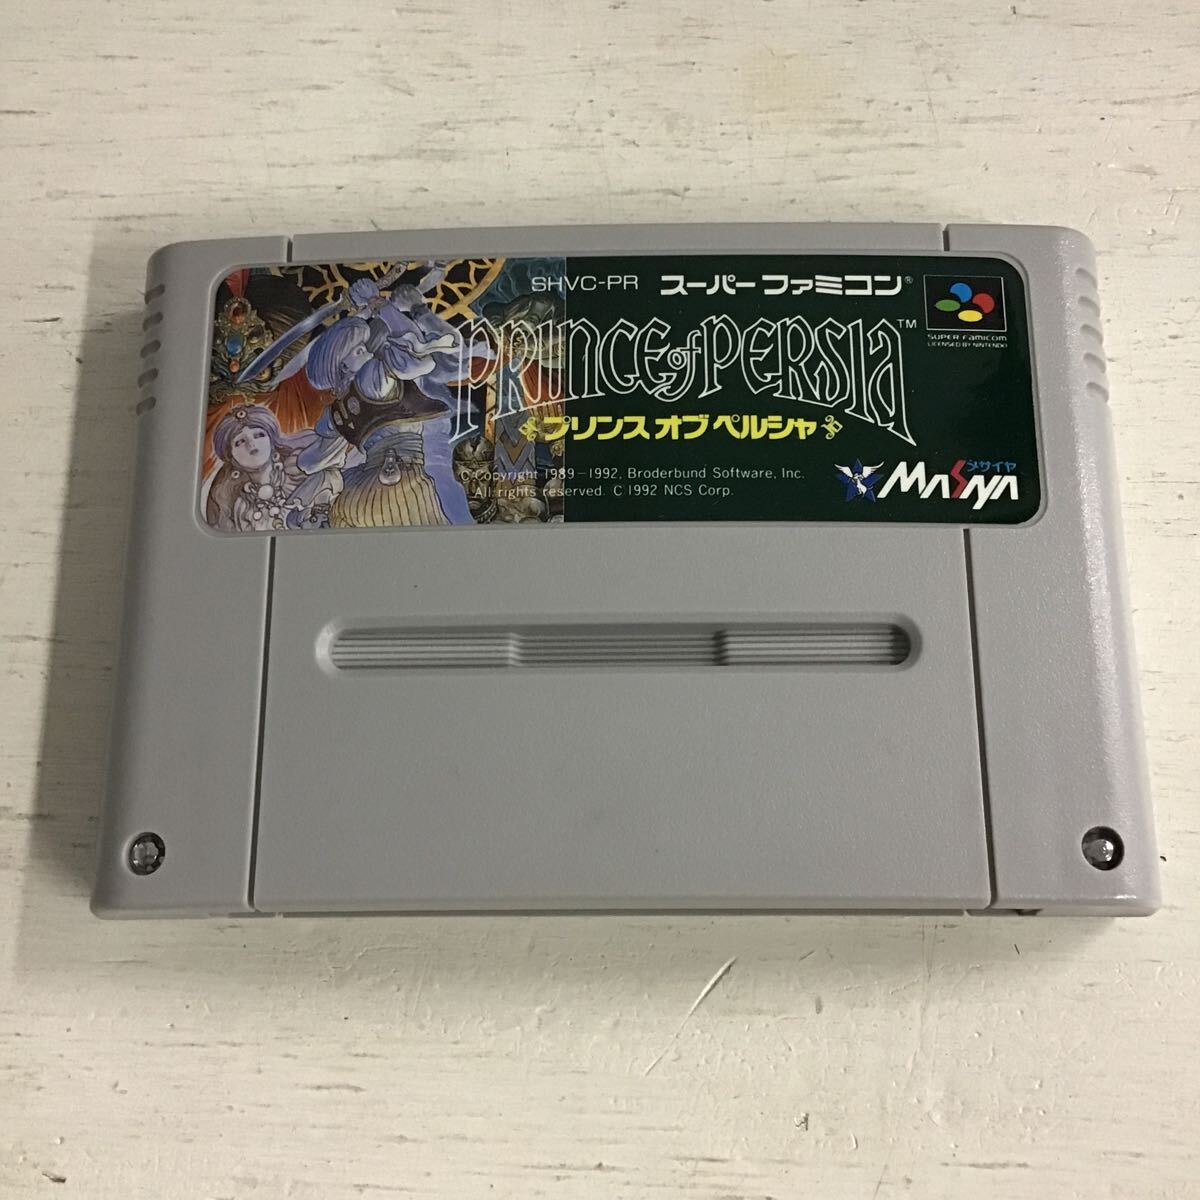 SHVC-PR スーパーファミコン®
PRINCE of PERSIA™
プリンス オブ ペルシャ
© Copyright 1989-1992, Broderbund Software, Inc.
All rights reserved. C 1992 NCS Corp.
SUPER FAMICOM
LICENSED BY NINTENDO
メサイヤ
MASAYA